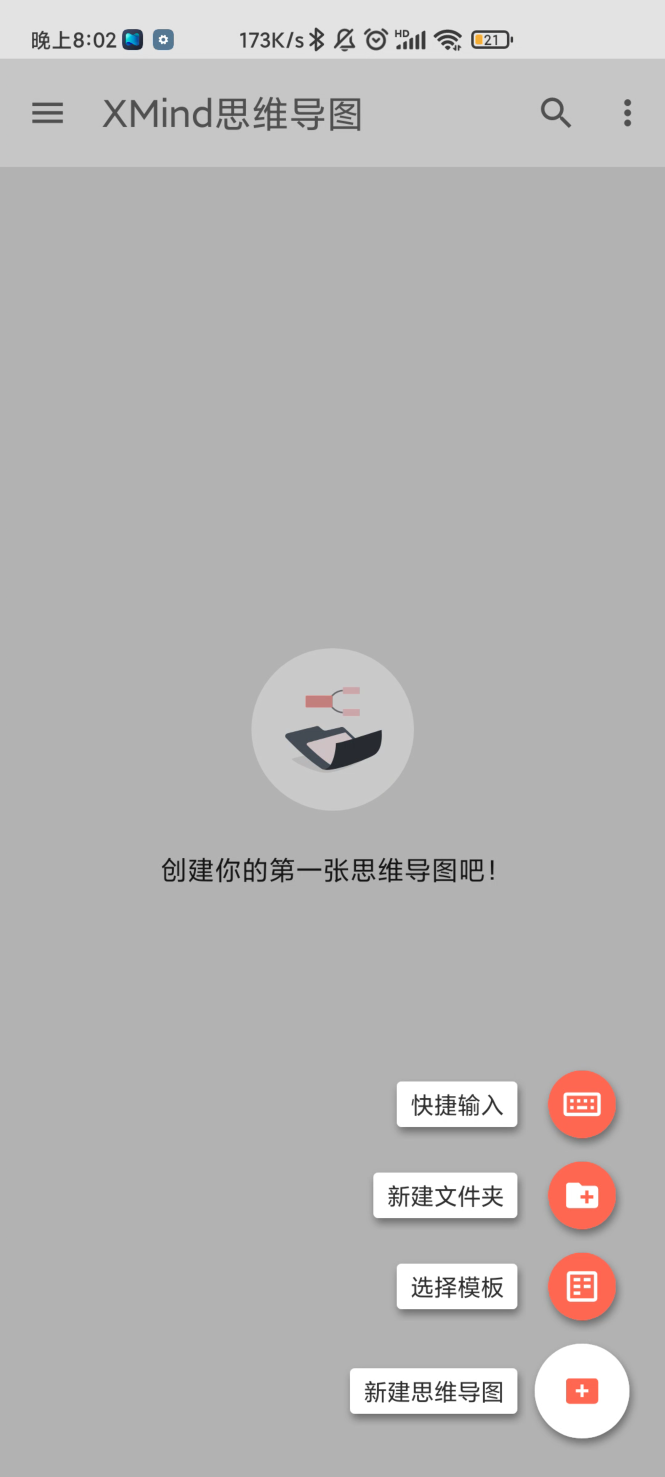 晚上8:02
173K/s
HD
21
XMind思维导图
创建你的第一张思维导图吧！
快捷输入
新建文件夹
选择模板
新建思维导图